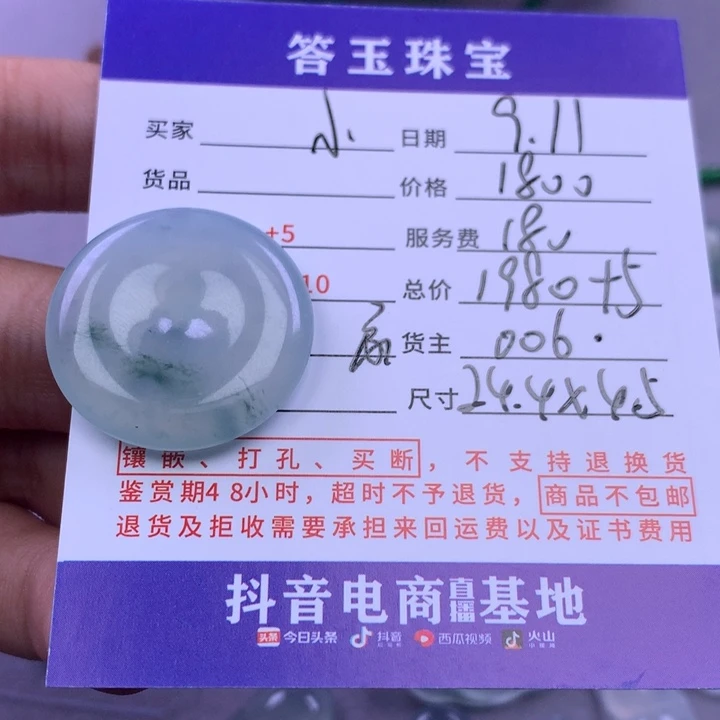 答玉珠宝
买家 小 日期 9.11
货品 价格 1800
+5 服务费 180
10 总价 1980+5
货主 006.
尺寸 24.4x4.5
镶嵌、打孔、买断，不支持退换货
鉴赏期48小时，超时不予退货，商品不包邮
退货及拒收需要承担来回运费以及证书费用
抖音电商直播基地
头条 今日头条 抖音 西瓜视频 火山